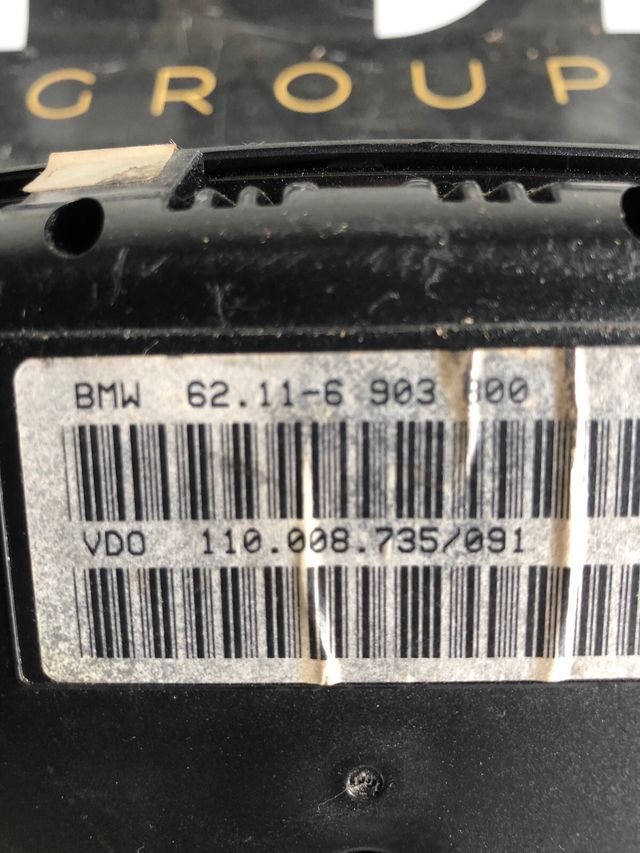 GROUP
BMW 62.11-6 903 800
VDO 110.008.735/091